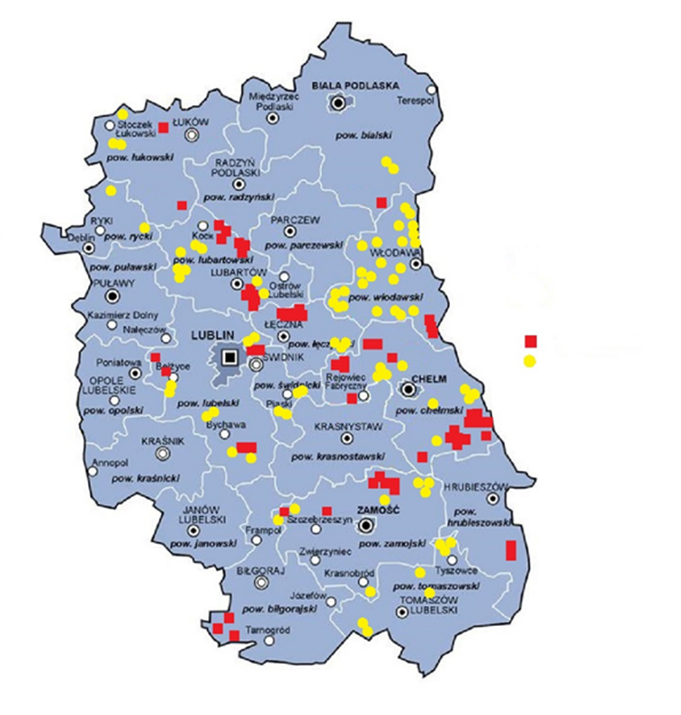 BIAŁA PODLASKA
Międzyrzec
Podlaski
Terespol
Stoczek
Łukowski
ŁUKÓW
pow. bialski
pow. łukowski
RADZYŃ
PODLASKI
pow. radzyński
RYKI
pow. rycki
Kock
PARCZEW
pow. parczewski
Dęblin
pow. puławski
pow. lubartowski
WŁODAWA
LUBARTÓW
PUŁAWY
Ostrów
Lubelski
pow. włodawski
Kazimierz Dolny
Nałęczów
ŁĘCZNA
LUBLIN
ŚWIDNIK
Poniatowa
Bełżyce
OPOLE
LUBELSKIE
pow. świdnicki
Rejowiec
Fabryczny
CHEŁM
pow. opolski
pow. lubelski
Piaski
pow. chełmski
Bychawa
KRAŚNIK
KRASNYSTAW
pow. krasnostawski
Annopol
pow. kraśnicki
HRUBIESZÓW
JANÓW
LUBELSKI
ZAMOŚĆ
pow.
hrubieszowski
Szczebrzeszyn
Frampol
pow. janowski
pow. zamojski
Zwierzyniec
Tyszowce
BIŁGORAJ
Krasnobród
pow. tomaszowski
Józefów
pow. biłgorajski
TOMASZÓW
LUBELSKI
Tarnogród